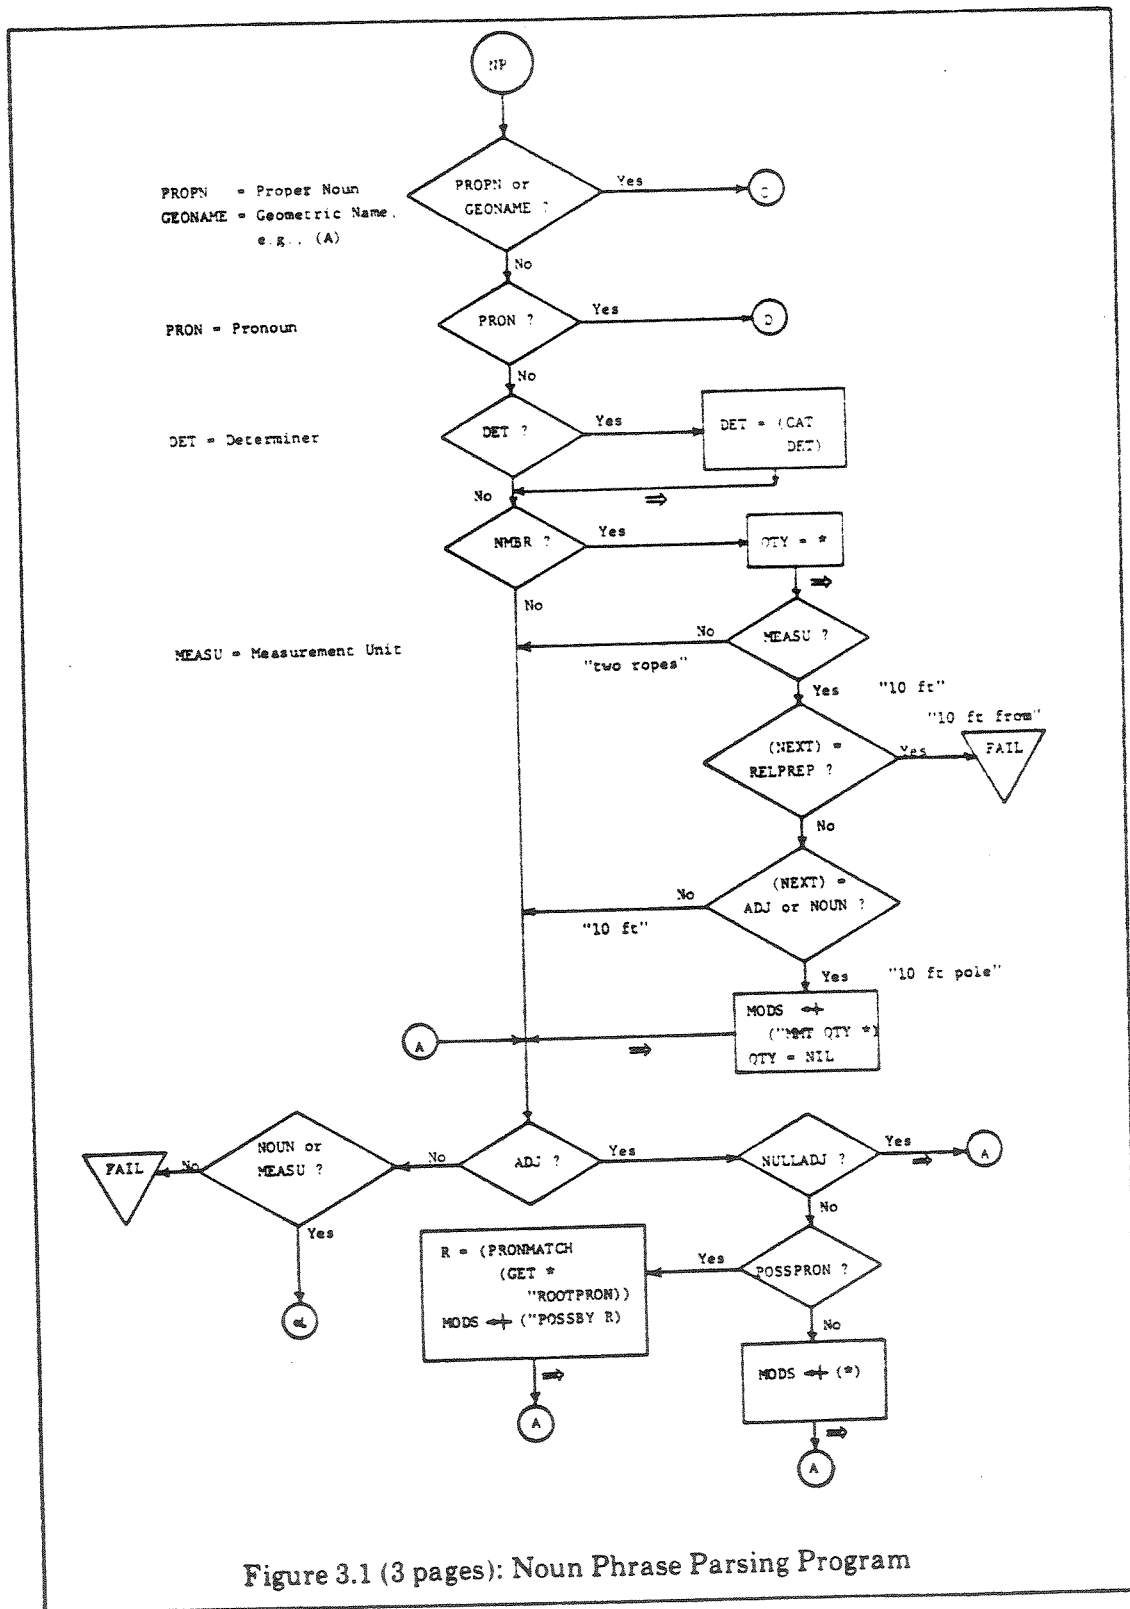 NP
PROPN = Proper Noun
GEONAME = Geometric Name,
e.g., (A)
PROPN or
GEONAME ?
Yes
C
No
PRON = Pronoun
PRON ?
Yes
D
No
DET = Determiner
DET ?
Yes
DET = (CAT
DET)
No
⇒
NMBR ?
Yes
QTY = *
⇒
No
MEASU = Measurement Unit
MEASU ?
No
"two ropes"
Yes
"10 ft"
"10 ft from"
(NEXT) =
RELPREP ?
Yes
FAIL
No
(NEXT) =
ADJ or NOUN ?
No
"10 ft"
Yes
"10 ft pole"
MODS
("MMT QTY *)
QTY = NIL
⇒
A
ADJ ?
No
NOUN or
MEASU ?
No
FAIL
Yes
Yes
NULLADJ ?
Yes
⇒
A
No
POSSPRON ?
Yes
R = (PRONMATCH
(GET *
"ROOTPRON))
MODS ("POSSBY R)
⇒
A
No
MODS (*)
⇒
A
Figure 3.1 (3 pages): Noun Phrase Parsing Program